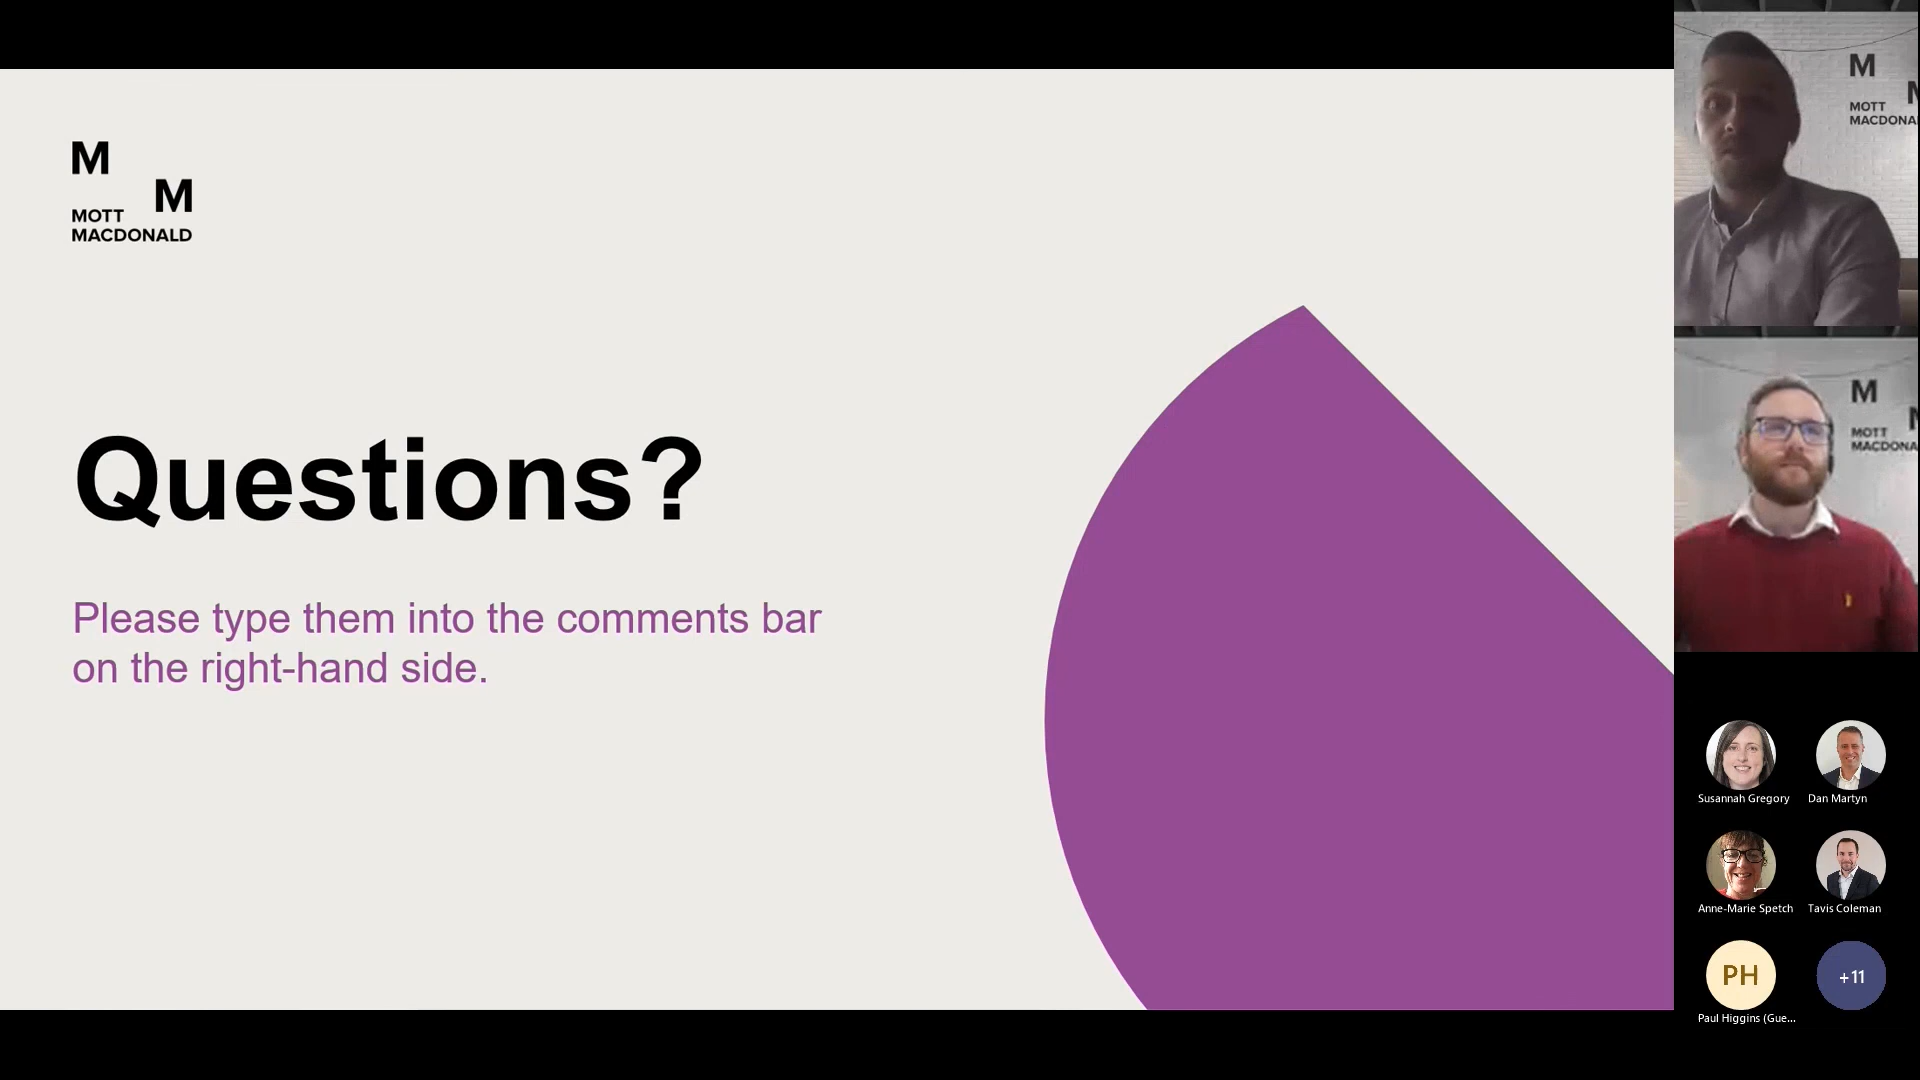 M
M
MOTT
MACDONALD
Questions?
Please type them into the comments bar
on the right-hand side.
M
MOTT
MACDONA
M
MOTT
MACDONA
Susannah Gregory
Dan Martyn
Anne-Marie Spetch
Tavis Coleman
PH
+11
Paul Higgins (Gue...